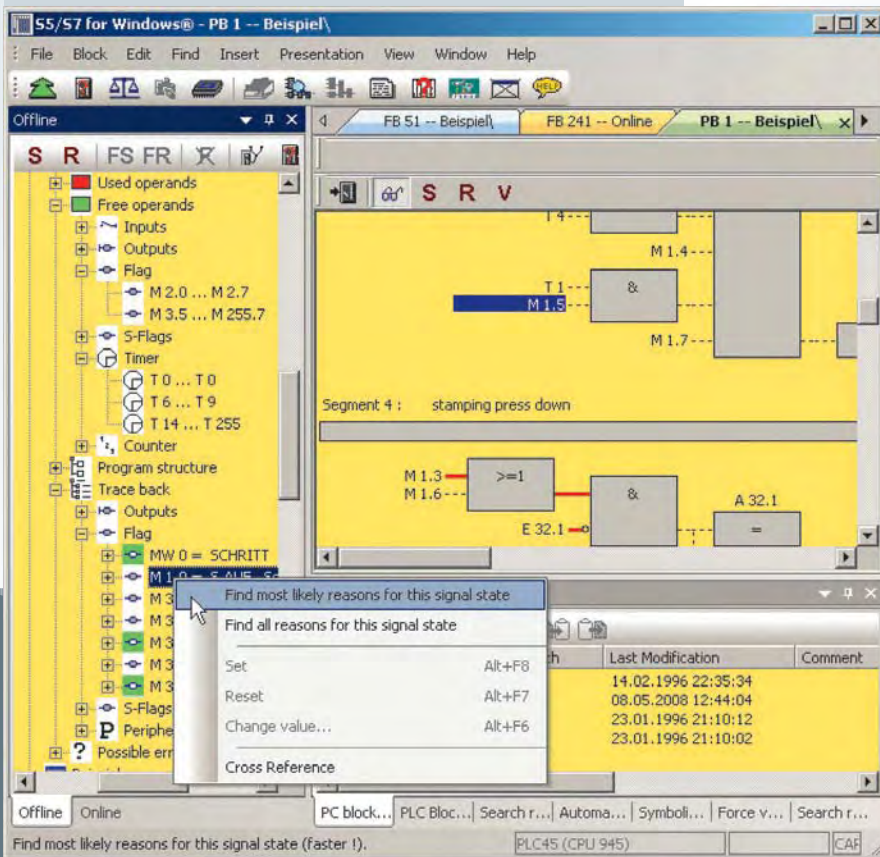 S5/S7 for Windows® - PB 1 -- Beispiel\
File Block Edit Find Insert Presentation View Window Help
HELP
Offline
FB 51 -- Beispiel\ FB 241 -- Online PB 1 -- Beispiel\
S R FS FR
S R V
Used operands
Free operands
Inputs
Outputs
Flag
M 2.0 ... M 2.7
M 3.5 ... M 255.7
S-Flags
Timer
T 0 ... T 0
T 6 ... T 9
T 14 ... T 255
Counter
Program structure
Trace back
Outputs
Flag
MW 0 = SCHRITT
M 3
M 3
M 3
M 3
M 3
S-Flags
P Periphe
? Possible err
T 4
M 1.4
T 1
&
M 1.5
M 1.7
Segment 4 : stamping press down
M 1.3
>=1
M 1.6
&
A 32.1
E 32.1
=
Find most likely reasons for this signal state
Find all reasons for this signal state
Set Alt+F8
Reset Alt+F7
Change value... Alt+F6
Cross Reference
Last Modification Comment
14.02.1996 22:35:34
08.05.2008 12:44:04
23.01.1996 21:10:12
23.01.1996 21:10:02
Offline Online
PC block... PLC Bloc... Search r... Automa... Symboli... Force v... Search r...
Find most likely reasons for this signal state (faster !). PLC45 (CPU 945) CAF